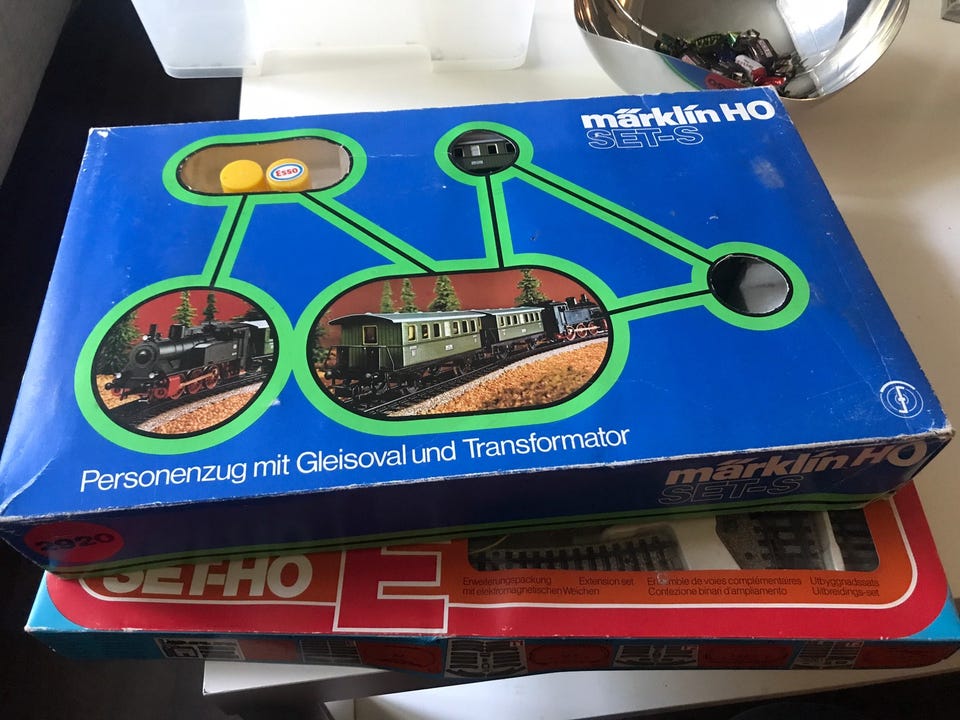 märklin HO
SET-S
Esso
Personenzug mit Gleisoval und Transformator
märklin HO
SET-S
2920
SET-HO
E
Erweiterungspackung
mit elektromagnetischen Weichen
Extension set
Ensemble de voies complémentaires
Confezione binari d'ampliamento
Utbyggnadssats
Uitbreidings-set